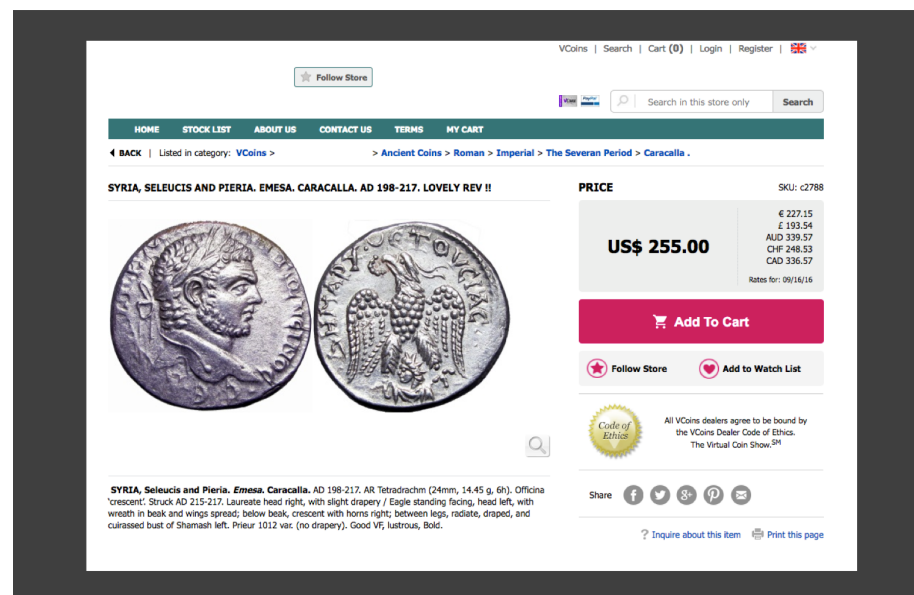 VCoins | Search | Cart (0) | Login | Register |
Follow Store
Search in this store only Search
HOME STOCK LIST ABOUT US CONTACT US TERMS MY CART
BACK | Listed in category: VCoins > > Ancient Coins > Roman > Imperial > The Severan Period > Caracalla .
SYRIA, SELEUCIS AND PIERIA. EMESA. CARACALLA. AD 198-217. LOVELY REV !!
PRICE SKU: c2788
US$ 255.00
€ 227.15
£ 193.54
AUD 339.57
CHF 248.53
CAD 336.57
Rates for: 09/16/16
Add To Cart
Follow Store Add to Watch List
Code of
Ethics
All VCoins dealers agree to be bound by
the VCoins Dealer Code of Ethics.
The Virtual Coin Show.SM
SYRIA, Seleucis and Pieria. Emesa. Caracalla. AD 198-217. AR Tetradrachm (24mm, 14.45 g, 6h). Officina
'crescent'. Struck AD 215-217. Laureate head right, with slight drapery / Eagle standing facing, head left, with
wreath in beak and wings spread; below beak, crescent with horns right; between legs, radiate, draped, and
cuirassed bust of Shamash left. Prieur 1012 var. (no drapery). Good VF, lustrous, Bold.
Share
? Inquire about this item Print this page